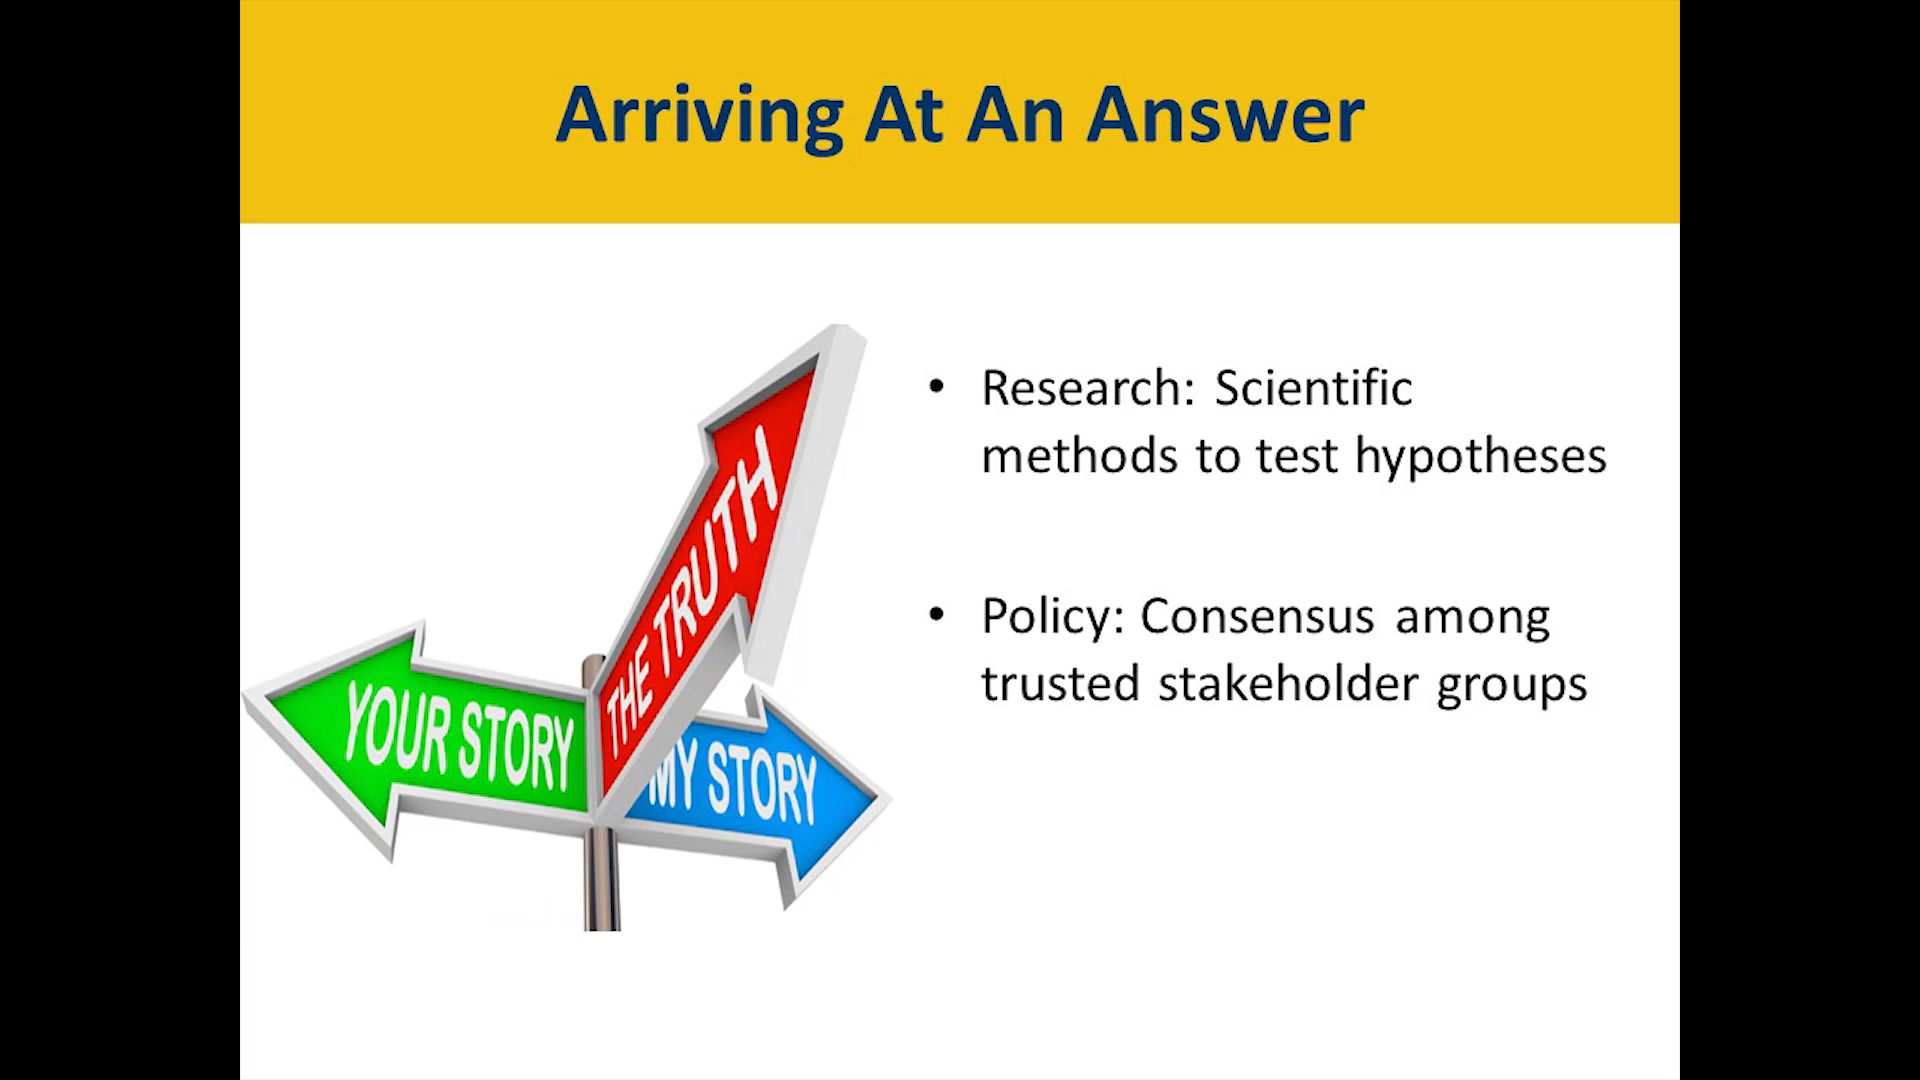 Arriving At An Answer
• Research: Scientific
methods to test hypotheses
• Policy: Consensus among
trusted stakeholder groups
THE TRUTH
YOUR STORY
MY STORY